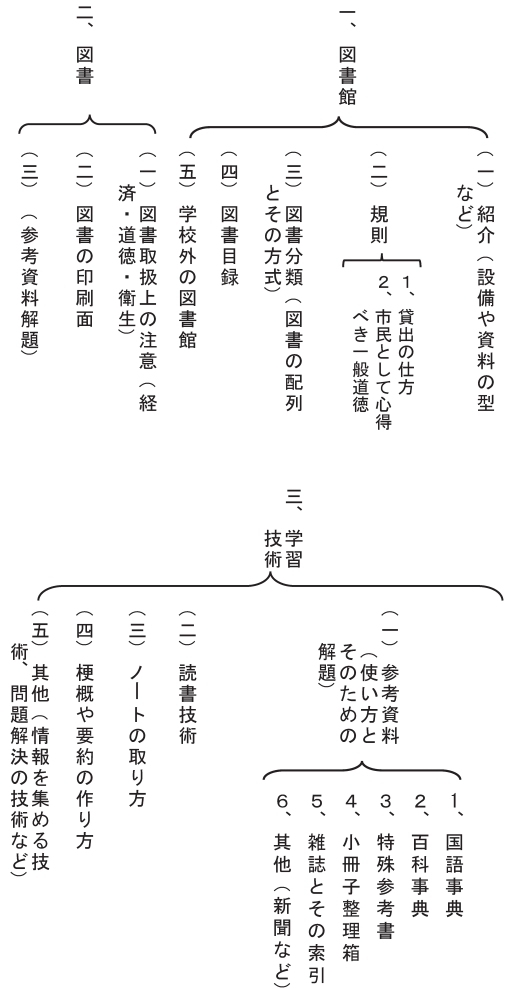 一、図書館
(一) 紹介(設備や資料の型
など)
(二) 規則
1、貸出の仕方
2、市民として心得
べき一般道徳
(三) 図書分類(図書の配列
とその方式)
(四) 図書目録
(五) 学校外の図書館
二、図書
(一) 図書取扱上の注意(経
済・道徳・衛生)
(二) 図書の印刷面
(三) (参考資料解題)
三、学習
技術
(一) 参考資料
(使い方と
そのための
解題)
1、国語事典
2、百科事典
3、特殊参考書
4、小冊子整理箱
5、雑誌とその索引
6、其他(新聞など)
(二) 読書技術
(三) ノートの取り方
(四) 梗概や要約の作り方
(五) 其他(情報を集める技
術、問題解決の技術など)